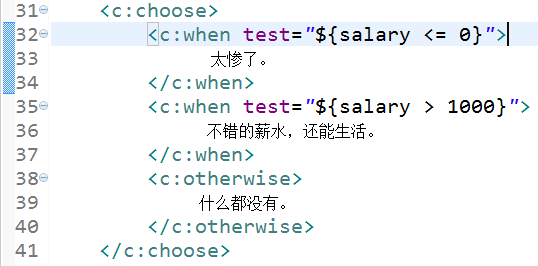 31 <c:choose>
32 <c:when test="${salary <= 0}">
33 太惨了。
34 </c:when>
35 <c:when test="${salary > 1000}">
36 不错的薪水，还能生活。
37 </c:when>
38 <c:otherwise>
39 什么都没有。
40 </c:otherwise>
41 </c:choose>